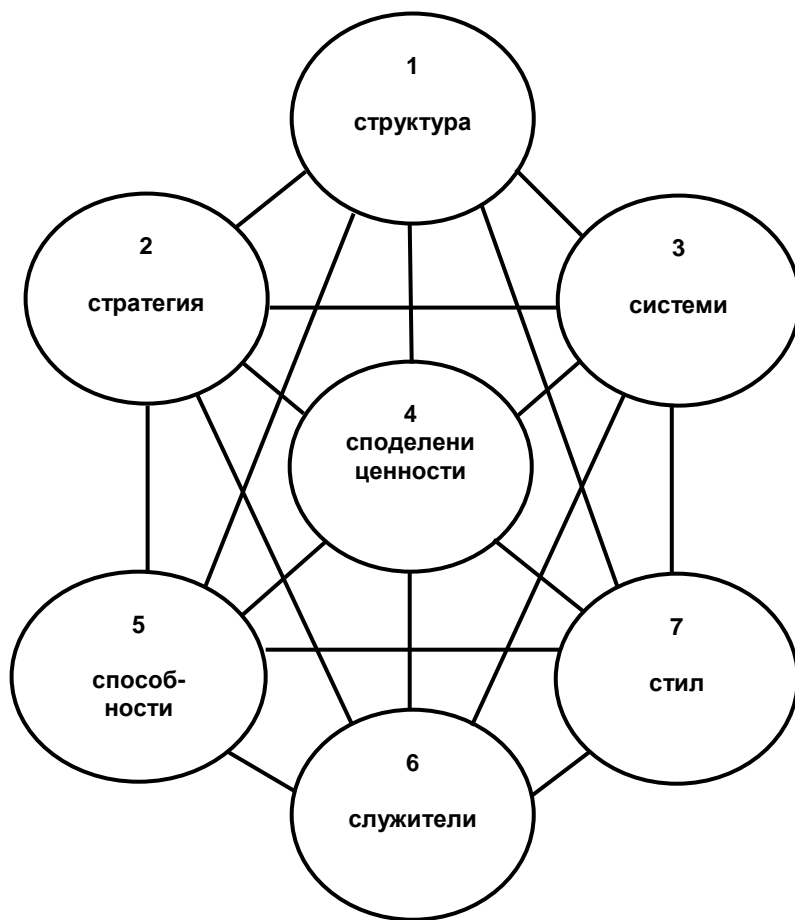 1
структура
2
стратегия
3
системи
4
споделени
ценности
5
способ-
ности
7
стил
6
служители